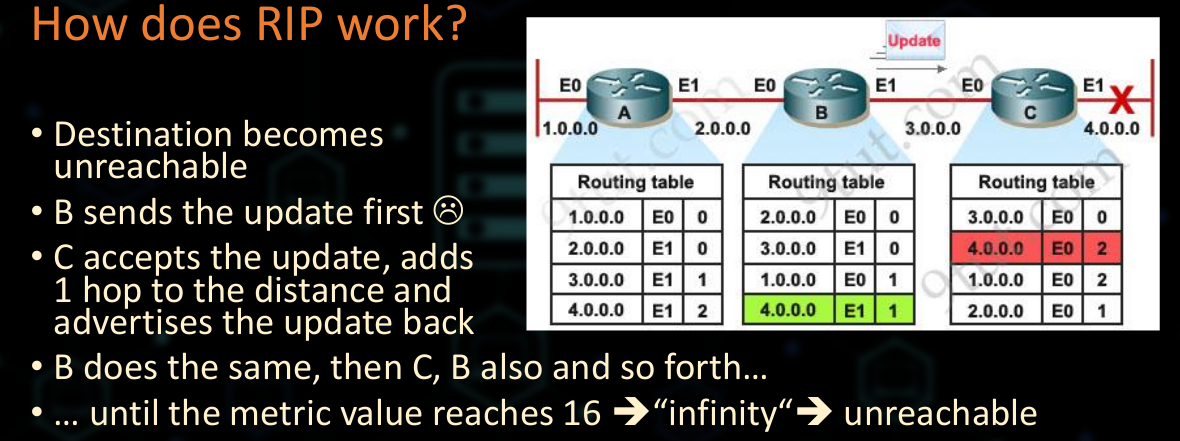 How does RIP work?
• Destination becomes
unreachable
• B sends the update first ☹
• C accepts the update, adds
1 hop to the distance and
advertises the update back
• B does the same, then C, B also and so forth…
• … until the metric value reaches 16 ➔“infinity“➔ unreachable
Update
E0 A E1 E0 B E1 E0 C E1 X
1.0.0.0 2.0.0.0 3.0.0.0 4.0.0.0
Routing table
1.0.0.0 E0 0
2.0.0.0 E1 0
3.0.0.0 E1 1
4.0.0.0 E1 2
Routing table
2.0.0.0 E0 0
3.0.0.0 E1 0
1.0.0.0 E0 1
4.0.0.0 E1 1
Routing table
3.0.0.0 E0 0
4.0.0.0 E0 2
1.0.0.0 E0 2
2.0.0.0 E0 1
9tut.com
9tut.com
9tut.com